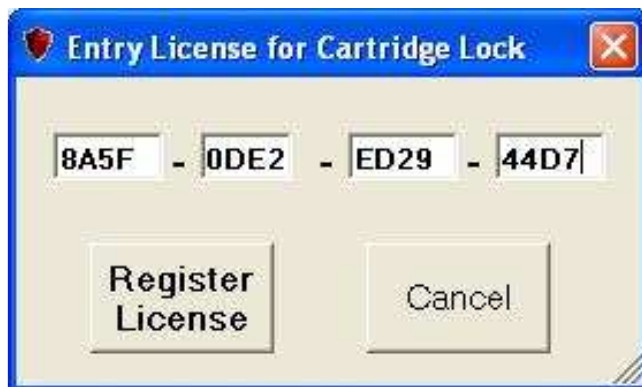 Entry License for Cartridge Lock
8A5F - 0DE2 - ED29 - 44D7
Register
License
Cancel